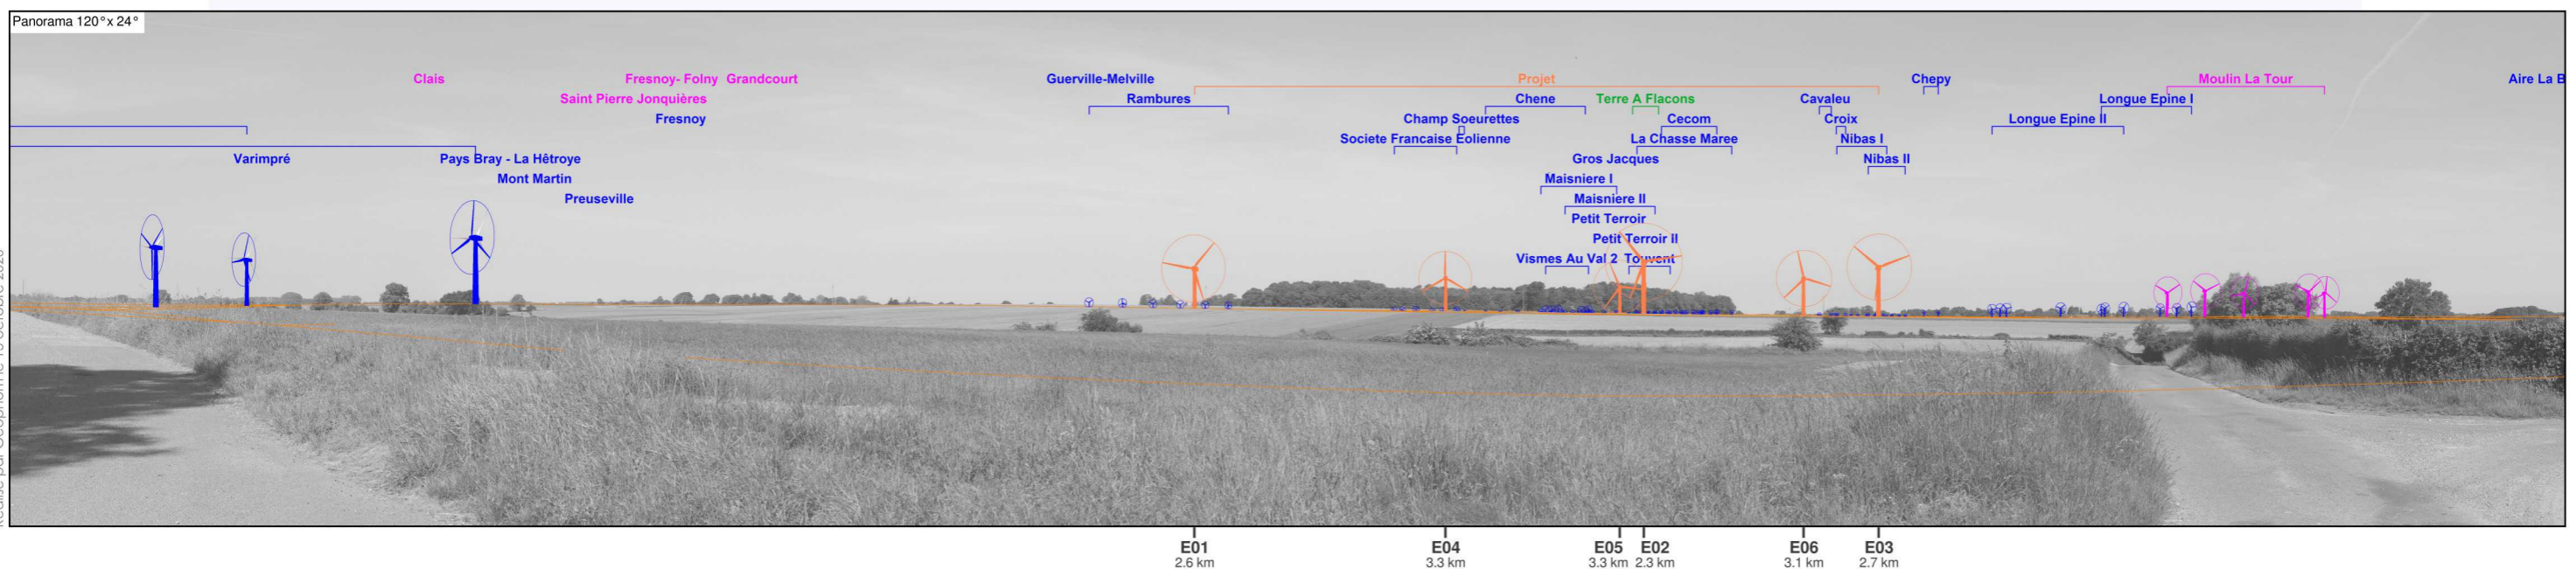 Panorama 120°x 24°
Clais
Fresnoy- Folny Grandcourt
Guerville-Melville
Projet
Chepy
Moulin La Tour
Aire La B
Saint Pierre Jonquières
Rambures
Chene
Terre A Flacons
Cavaleu
Longue Epine I
Fresnoy
Champ Soeurettes
Cecom
Croix
Longue Epine II
Societe Francaise Eolienne
La Chasse Maree
Nibas I
Varimpré
Pays Bray - La Hêtroye
Gros Jacques
Nibas II
Mont Martin
Maisniere I
Preuseville
Maisniere II
Petit Terroir
Petit Terroir II
Vismes Au Val 2 Touvent
E01
E04
E05
E02
E06
E03
2.6 km
3.3 km
3.3 km
2.3 km
3.1 km
2.7 km